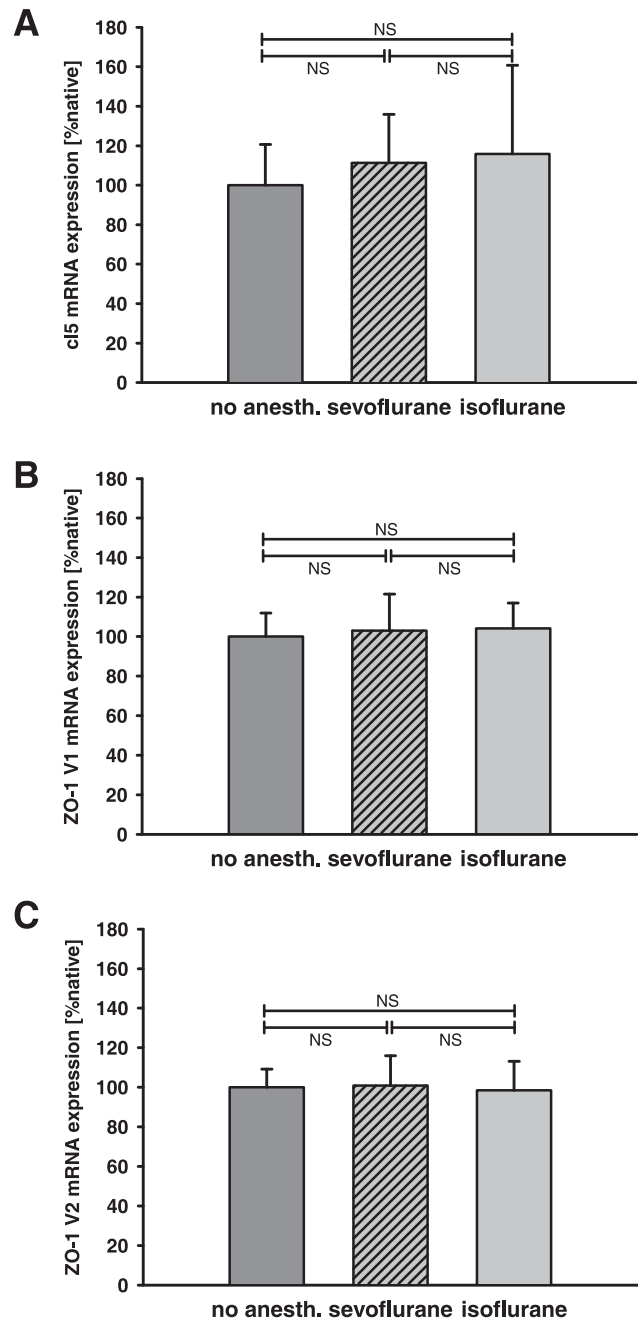 A
cl5 mRNA expression [%native]
180
160
140
120
100
80
60
40
20
0
NS
NS
NS
no anesth. sevoflurane isoflurane
B
ZO-1 V1 mRNA expression [%native]
180
160
140
120
100
80
60
40
20
0
NS
NS
NS
no anesth. sevoflurane isoflurane
C
ZO-1 V2 mRNA expression [%native]
180
160
140
120
100
80
60
40
20
0
NS
NS
NS
no anesth. sevoflurane isoflurane